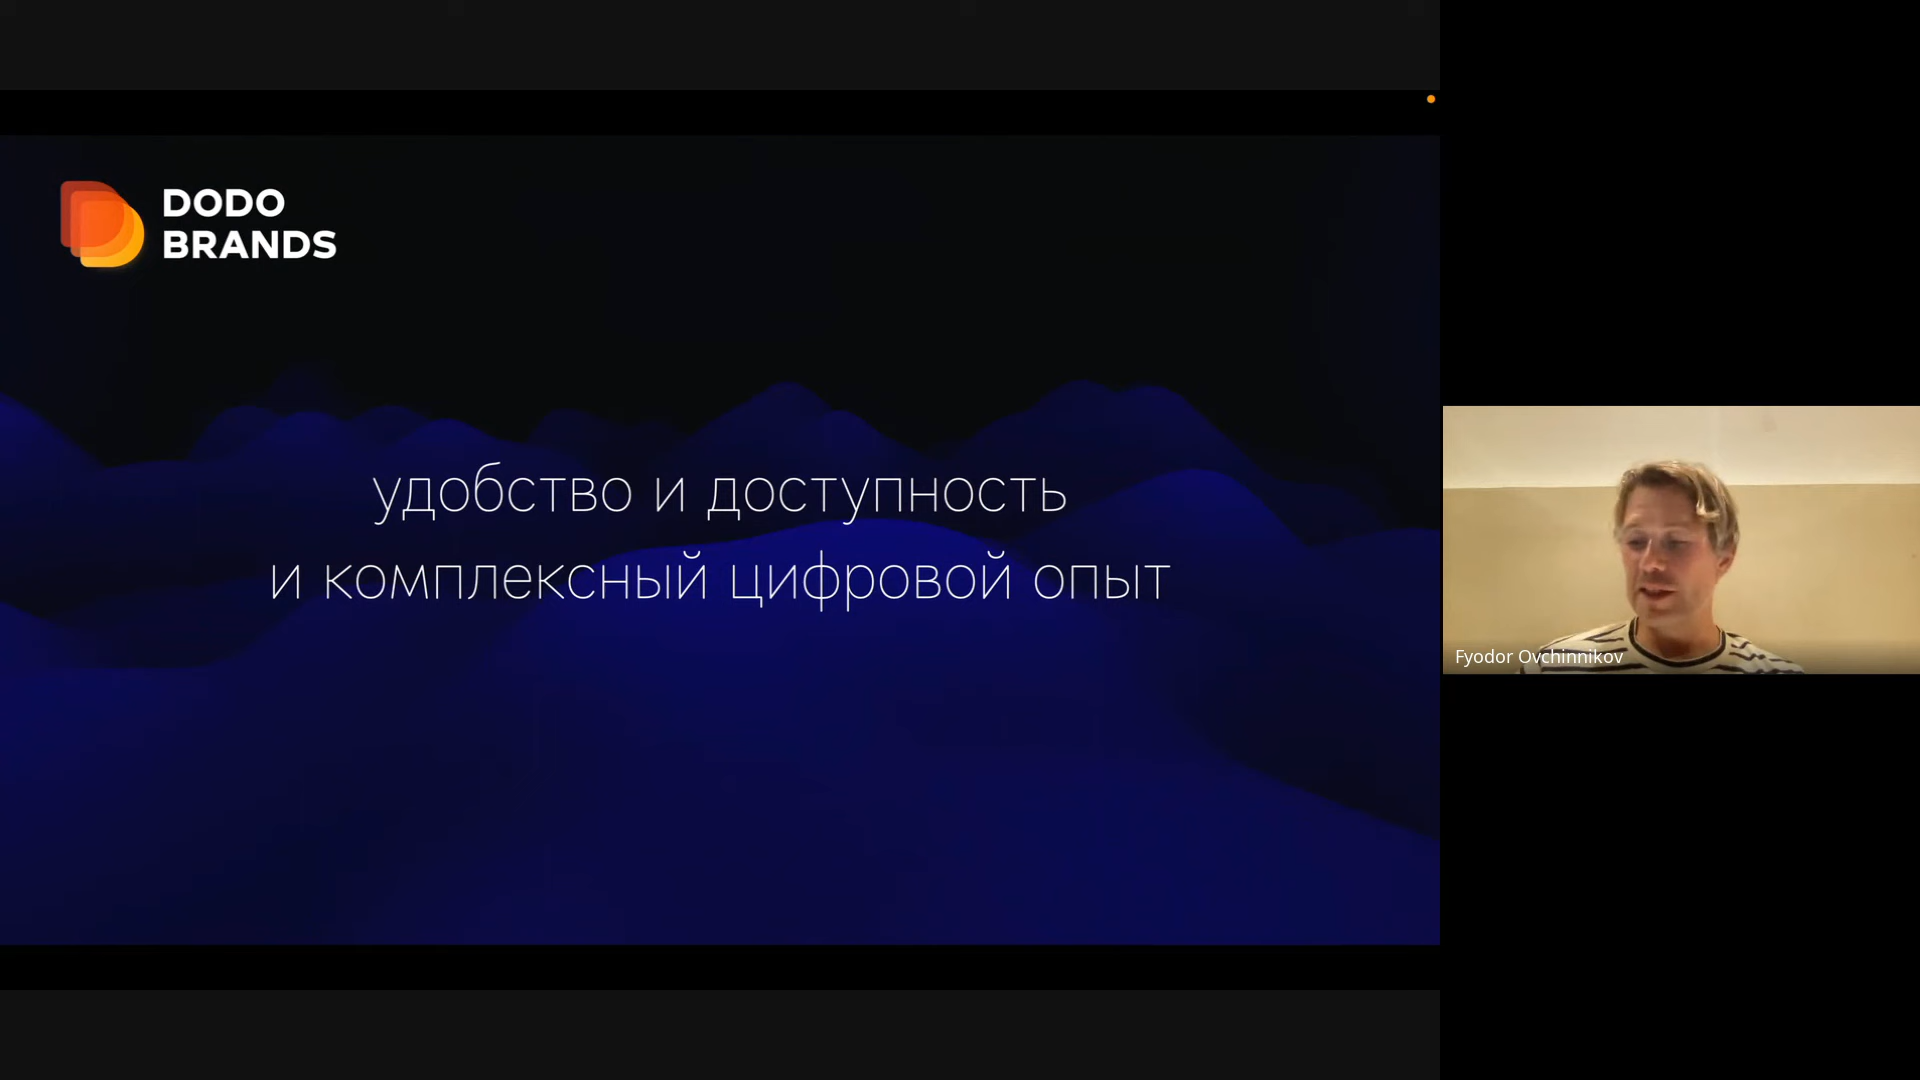 DODO
BRANDS
удобство и доступность
и комплексный цифровой опыт
Fyodor Ovchinnikov